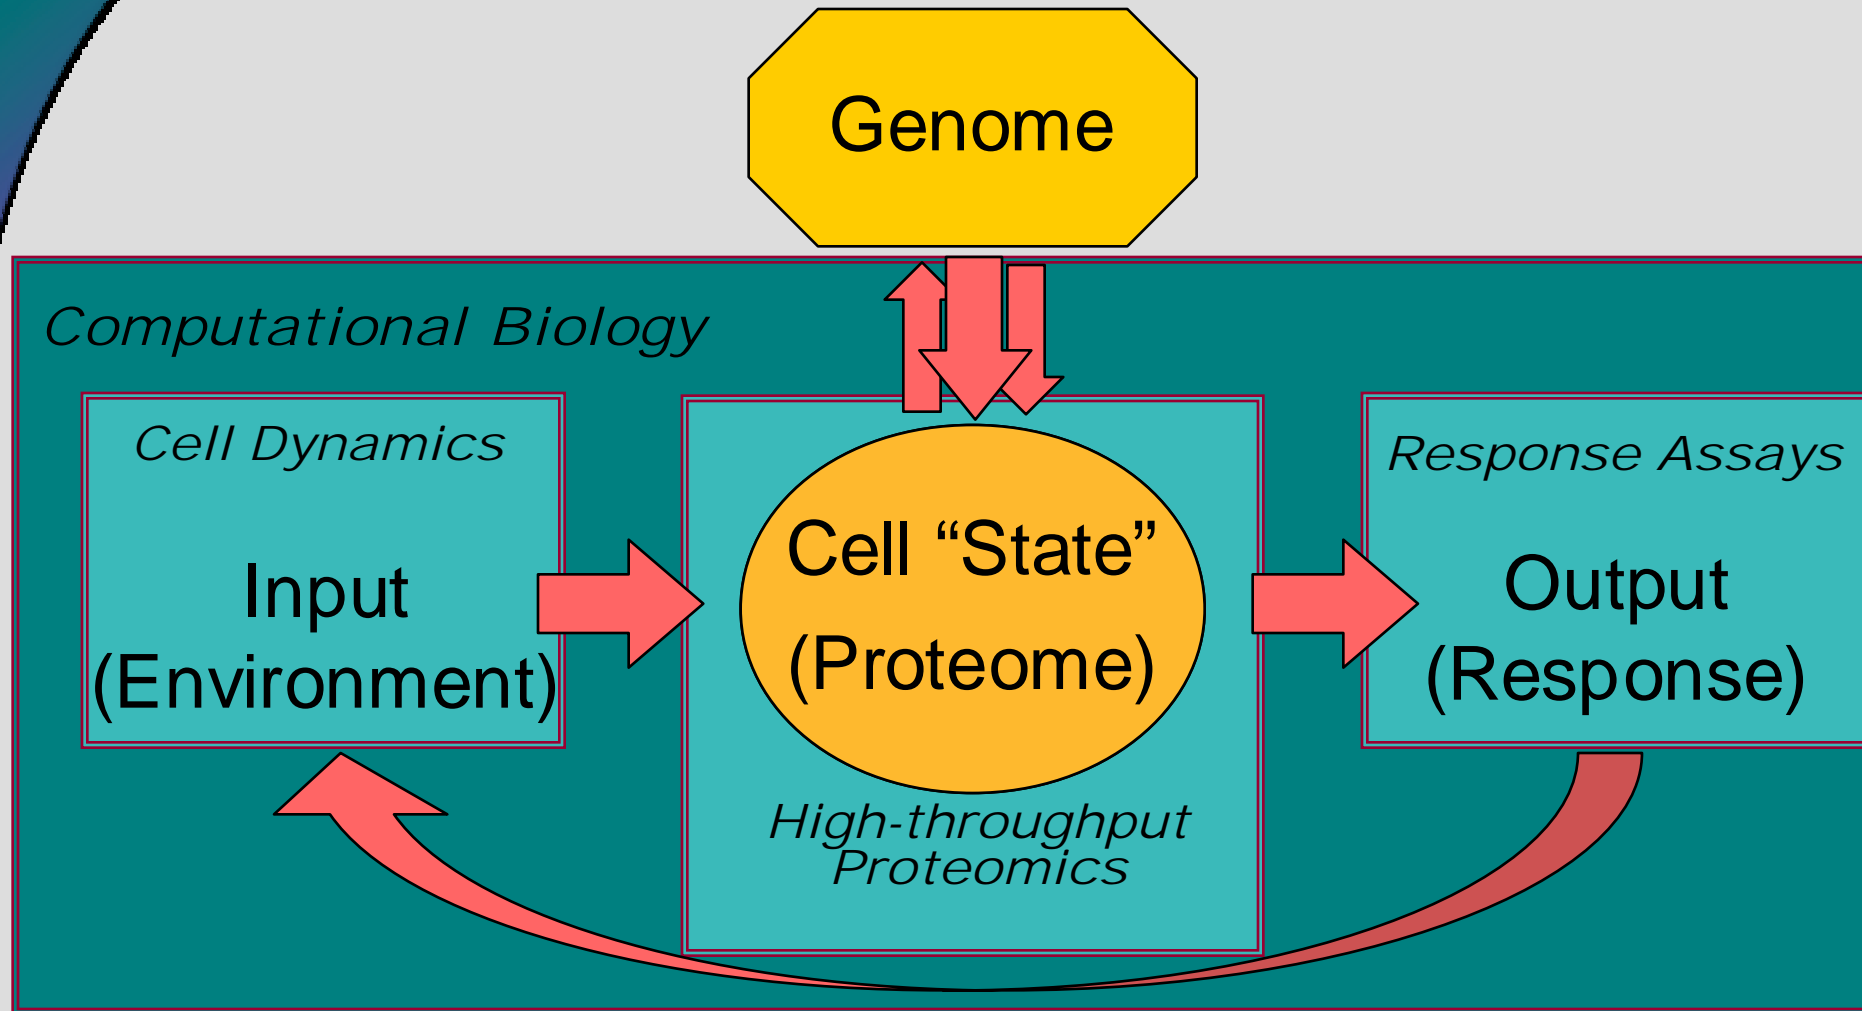 Genome
Computational Biology
Cell Dynamics
Input
(Environment)
Cell “State”
(Proteome)
High-throughput
Proteomics
Response Assays
Output
(Response)